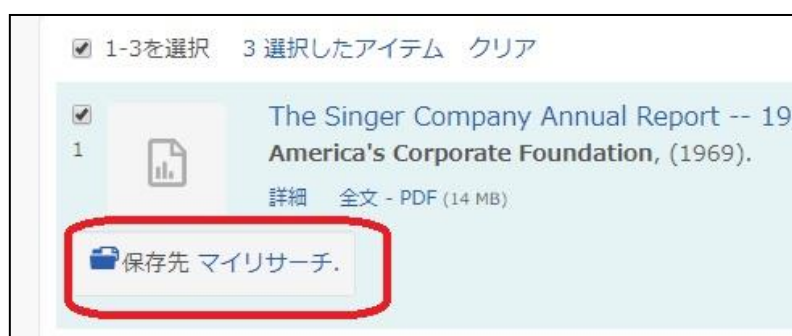 1-3を選択 3 選択したアイテム クリア
The Singer Company Annual Report -- 19
1
America's Corporate Foundation, (1969).
詳細 全文 - PDF (14 MB)
保存先 マイリサーチ.